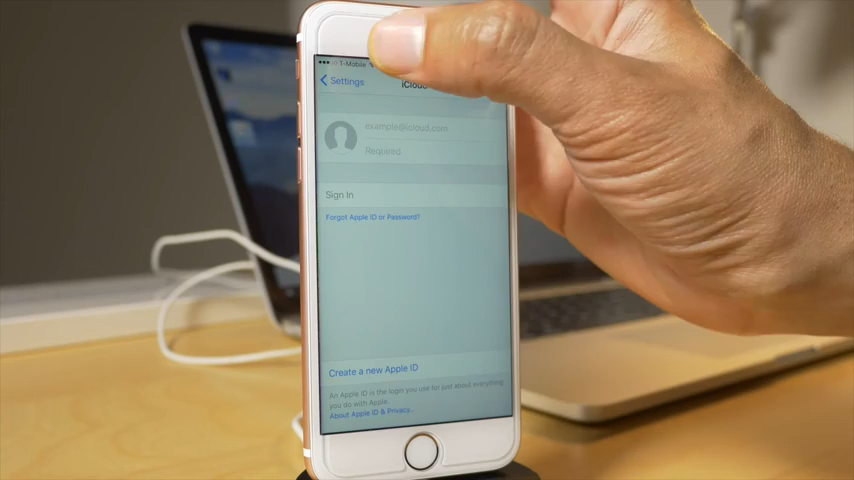 T-Mobile
Settings
iCloud
example@icloud.com
Required
Sign In
Forgot Apple ID or Password?
Create a new Apple ID
An Apple ID is the login you use for just about everything
you do with Apple.
About Apple ID & Privacy...